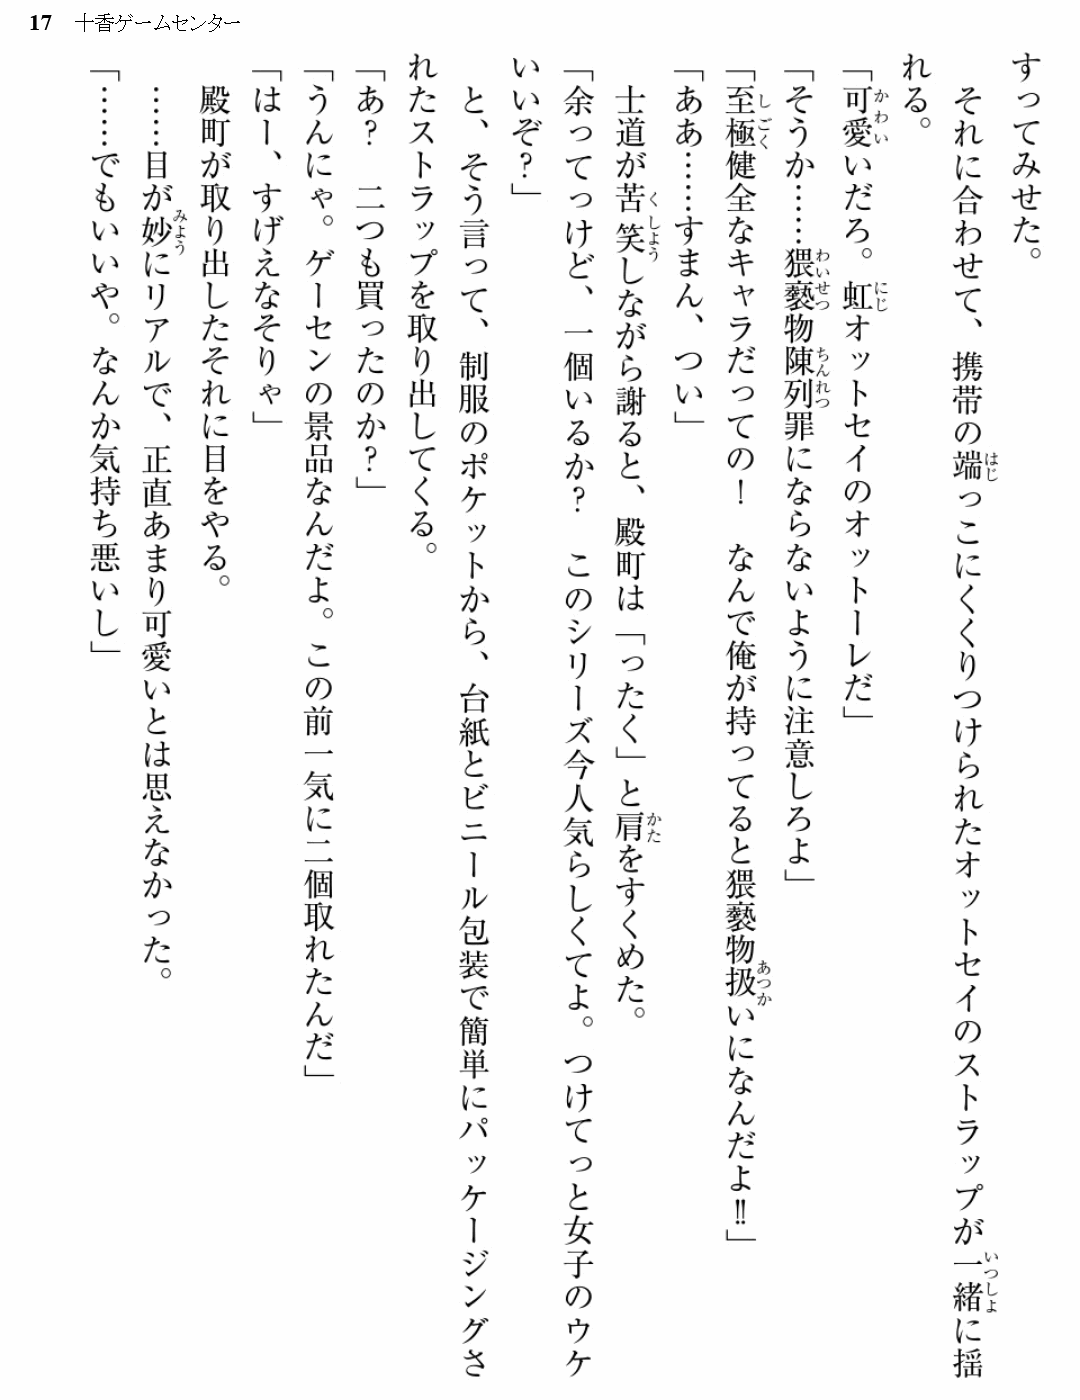 17 十香ゲームセンター
すってみせた。
　それに合わせて、携帯の端っこにくくりつけられたオットセイのストラップが一緒に揺
れる。
「可愛いだろ。虹オットセイのオットーレだ」
「そうか……猥褻物陳列罪にならないように注意しろよ」
「至極健全なキャラだっての！　なんで俺が持ってると猥褻物扱いになんだよ‼」
「ああ……すまん、つい」
　士道が苦笑しながら謝ると、殿町は「ったく」と肩をすくめた。
「余ってっけど、一個いるか？　このシリーズ今人気らしくてよ。つけてっと女子のウケ
いいぞ？」
　と、そう言って、制服のポケットから、台紙とビニール包装で簡単にパッケージングさ
れたストラップを取り出してくる。
「あ？　二つも買ったのか？」
「うんにゃ。ゲーセンの景品なんだよ。この前一気に二個取れたんだ」
「はー、すげえなそりゃ」
　殿町が取り出したそれに目をやる。
　……目が妙にリアルで、正直あまり可愛いとは思えなかった。
「……でもいいや。なんか気持ち悪いし」